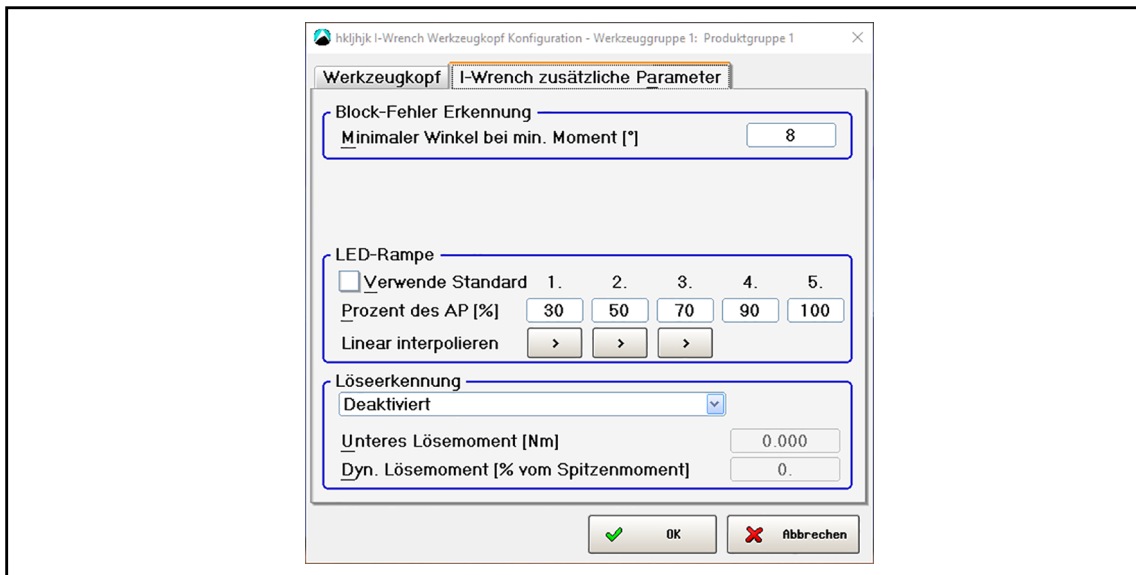 hkljhjk I-Wrench Werkzeugkopf Konfiguration - Werkzeuggruppe 1: Produktgruppe 1
Werkzeugkopf I-Wrench zusätzliche Parameter
Block-Fehler Erkennung
Minimaler Winkel bei min. Moment [°] 8
LED-Rampe
Verwende Standard 1. 2. 3. 4. 5.
Prozent des AP [%] 30 50 70 90 100
Linear interpolieren > > >
Löseerkennung
Deaktiviert
Unteres Lösemoment [Nm] 0.000
Dyn. Lösemoment [% vom Spitzenmoment] 0.
OK Abbrechen